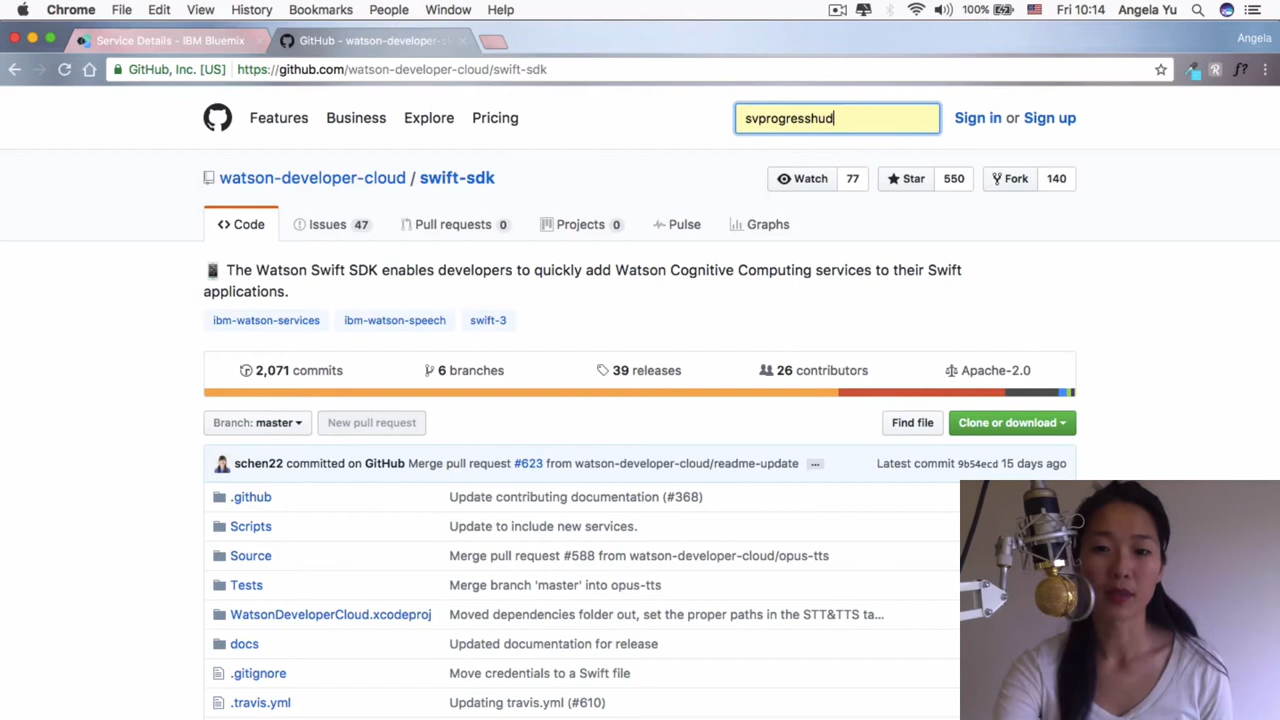 Chrome File Edit View History Bookmarks People Window Help 100% Fri 10:14 Angela Yu
Service Details - IBM Bluemix GitHub - watson-developer-c Angela
GitHub, Inc. [US] https://github.com/watson-developer-cloud/swift-sdk
Features Business Explore Pricing svprogresshud Sign in or Sign up
watson-developer-cloud / swift-sdk Watch 77 Star 550 Fork 140
<> Code Issues 47 Pull requests 0 Projects 0 Pulse Graphs
The Watson Swift SDK enables developers to quickly add Watson Cognitive Computing services to their Swift
applications.
ibm-watson-services ibm-watson-speech swift-3
2,071 commits 6 branches 39 releases 26 contributors Apache-2.0
Branch: master New pull request Find file Clone or download
schen22 committed on GitHub Merge pull request #623 from watson-developer-cloud/readme-update ... Latest commit 9b54ecd 15 days ago
.github Update contributing documentation (#368)
Scripts Update to include new services.
Source Merge pull request #588 from watson-developer-cloud/opus-tts
Tests Merge branch 'master' into opus-tts
WatsonDeveloperCloud.xcodeproj Moved dependencies folder out, set the proper paths in the STT&TTS ta...
docs Updated documentation for release
.gitignore Move credentials to a Swift file
.travis.yml Updating travis.yml (#610)